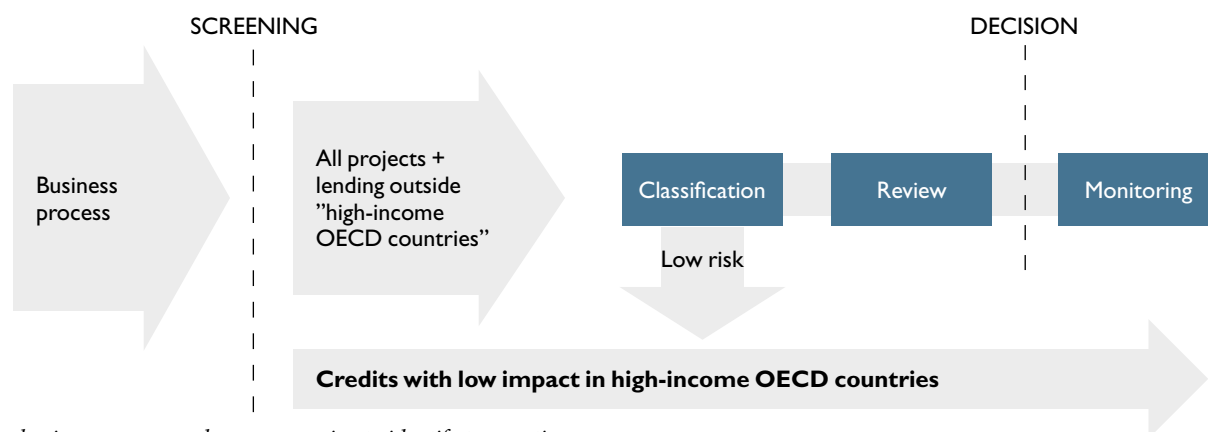 SCREENING
DECISION
Business
process
All projects +
lending outside
”high-income
OECD countries”
Classification
Review
Monitoring
Low risk
Credits with low impact in high-income OECD countries